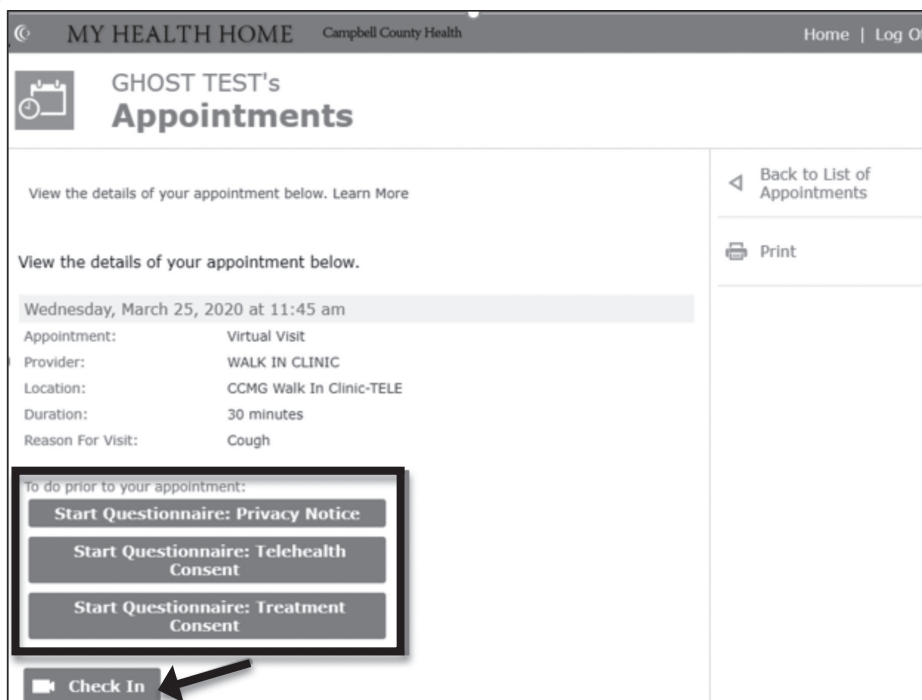 MY HEALTH HOME Campbell County Health Home | Log
GHOST TEST's
Appointments
View the details of your appointment below. Learn More
Back to List of
Appointments
Print
View the details of your appointment below.
Wednesday, March 25, 2020 at 11:45 am
Appointment: Virtual Visit
Provider: WALK IN CLINIC
Location: CCMG Walk In Clinic-TELE
Duration: 30 minutes
Reason For Visit: Cough
To do prior to your appointment:
Start Questionnaire: Privacy Notice
Start Questionnaire: Telehealth
Consent
Start Questionnaire: Treatment
Consent
Check In